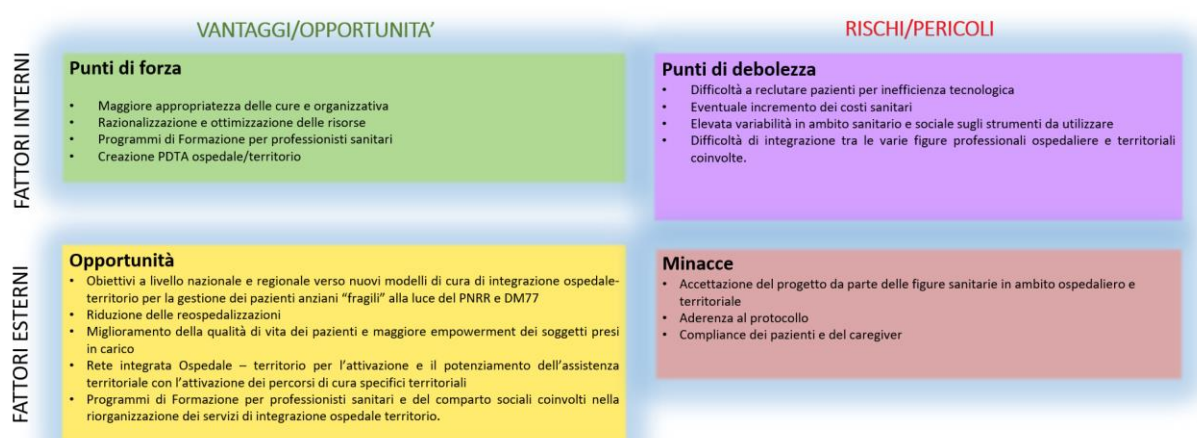 VANTAGGI/OPPORTUNITA’
RISCHI/PERICOLI
FATTORI INTERNI
Punti di forza
• Maggiore appropriatezza delle cure e organizzativa
• Razionalizzazione e ottimizzazione delle risorse
• Programmi di Formazione per professionisti sanitari
• Creazione PDTA ospedale/territorio
Punti di debolezza
• Difficoltà a reclutare pazienti per inefficienza tecnologica
• Eventuale incremento dei costi sanitari
• Elevata variabilità in ambito sanitario e sociale sugli strumenti da utilizzare
• Difficoltà di integrazione tra le varie figure professionali ospedaliere e territoriali
coinvolte.
FATTORI ESTERNI
Opportunità
• Obiettivi a livello nazionale e regionale verso nuovi modelli di cura di integrazione ospedale-
territorio per la gestione dei pazienti anziani “fragili” alla luce del PNRR e DM77
• Riduzione delle reospedalizzazioni
• Miglioramento della qualità di vita dei pazienti e maggiore empowerment dei soggetti presi
in carico
• Rete integrata Ospedale – territorio per l’attivazione e il potenziamento dell’assistenza
territoriale con l’attivazione dei percorsi di cura specifici territoriali
• Programmi di Formazione per professionisti sanitari e del comparto sociali coinvolti nella
riorganizzazione dei servizi di integrazione ospedale territorio.
Minacce
• Accettazione del progetto da parte delle figure sanitarie in ambito ospedaliero e
territoriale
• Aderenza al protocollo
• Compliance dei pazienti e del caregiver